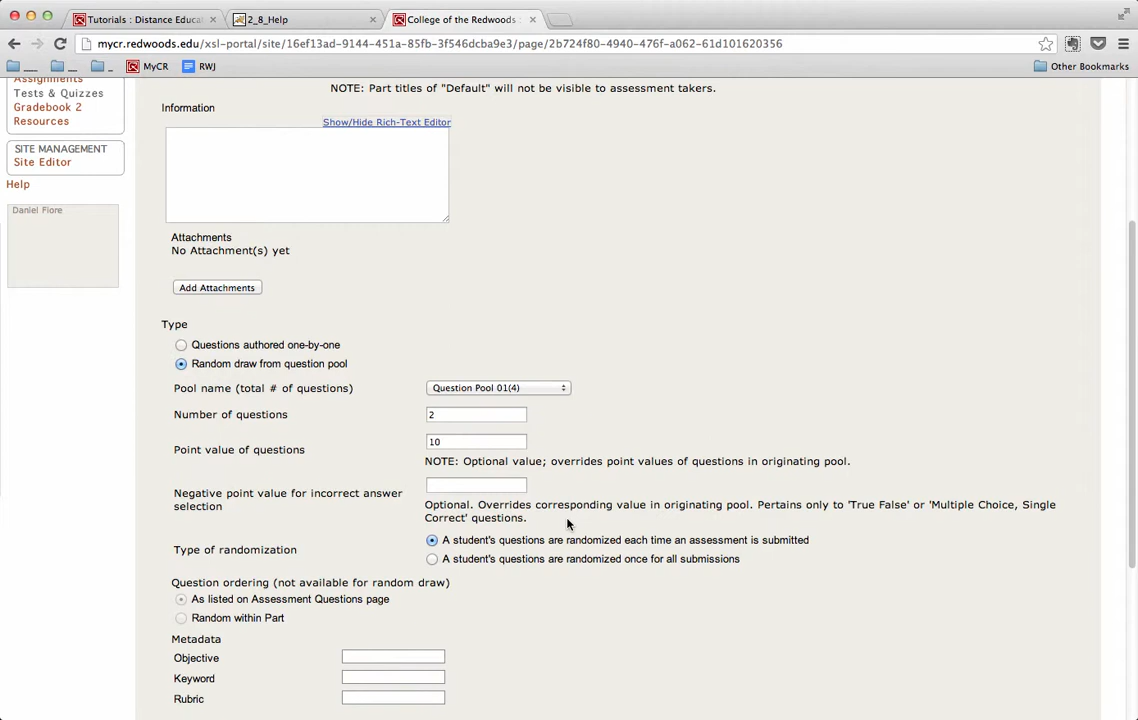 Tutorials : Distance Educat
2_8_Help
College of the Redwoods :
mycr.redwoods.edu/xsl-portal/site/16ef13ad-9144-451a-85fb-3f546dcba9e3/page/2b724f80-4940-476f-a062-61d101620356
MyCR
RWJ
Other Bookmarks
Assignments
Tests & Quizzes
Gradebook 2
Resources
SITE MANAGEMENT
Site Editor
Help
Daniel Fiore
NOTE: Part titles of "Default" will not be visible to assessment takers.
Information
Show/Hide Rich-Text Editor
Attachments
No Attachment(s) yet
Add Attachments
Type
Questions authored one-by-one
Random draw from question pool
Pool name (total # of questions)
Question Pool 01(4)
Number of questions
2
Point value of questions
10
NOTE: Optional value; overrides point values of questions in originating pool.
Negative point value for incorrect answer
selection
Optional. Overrides corresponding value in originating pool. Pertains only to 'True False' or 'Multiple Choice, Single
Correct' questions.
Type of randomization
A student's questions are randomized each time an assessment is submitted
A student's questions are randomized once for all submissions
Question ordering (not available for random draw)
As listed on Assessment Questions page
Random within Part
Metadata
Objective
Keyword
Rubric